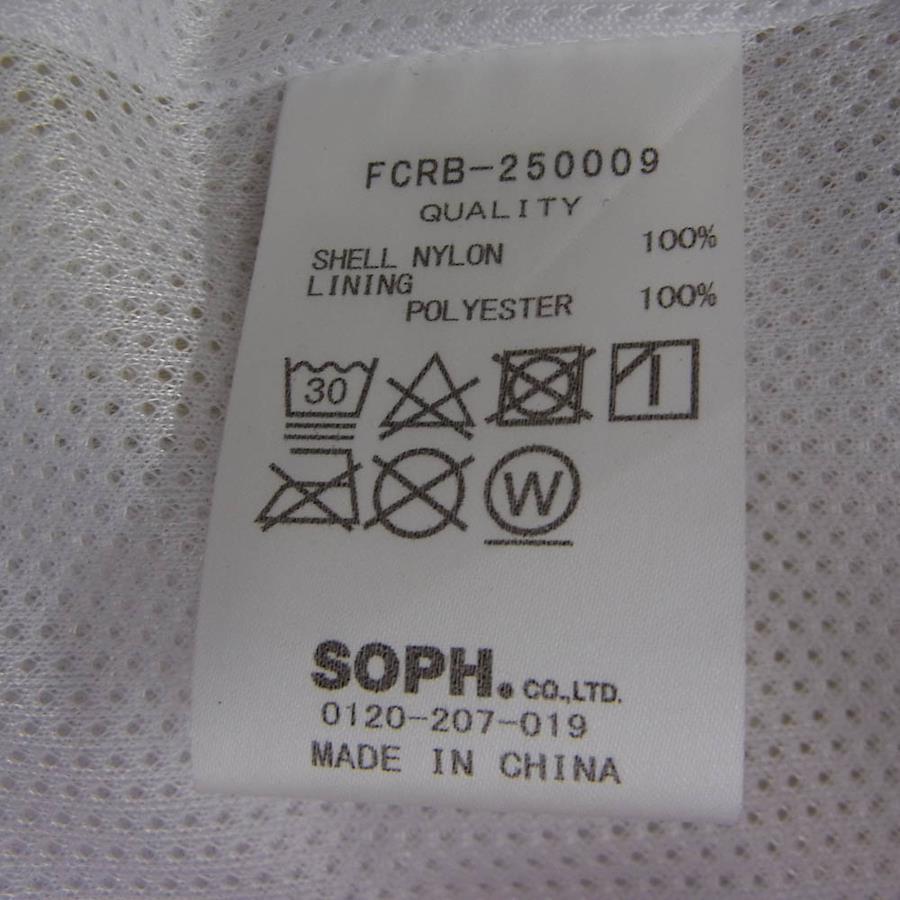 FCRB-250009
QUALITY
SHELL NYLON 100%
LINING
POLYESTER 100%
30
W
SOPH. CO.,LTD.
0120-207-019
MADE IN CHINA